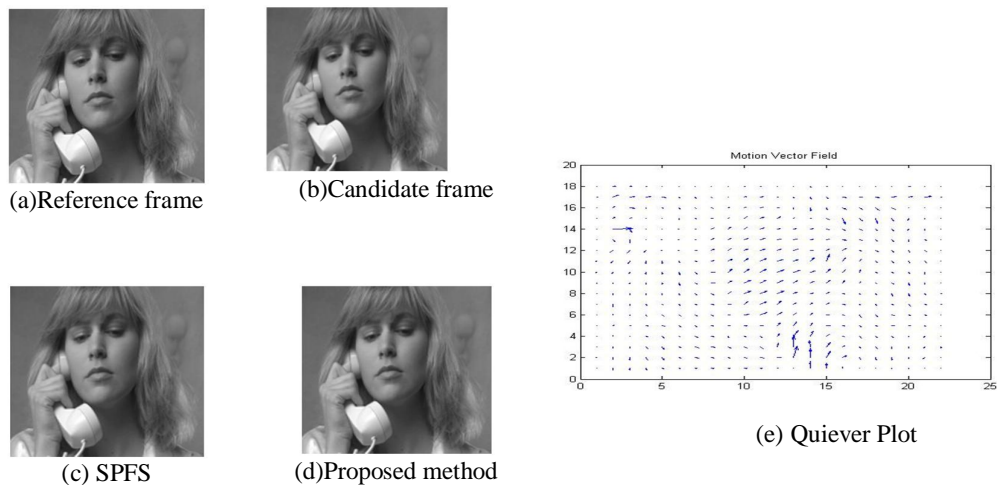 (a)Reference frame
(b)Candidate frame
(c) SPFS
(d)Proposed method
Motion Vector Field
20
18
16
14
12
10
8
6
4
2
0
0 5 10 15 20 25
(e) Quiever Plot